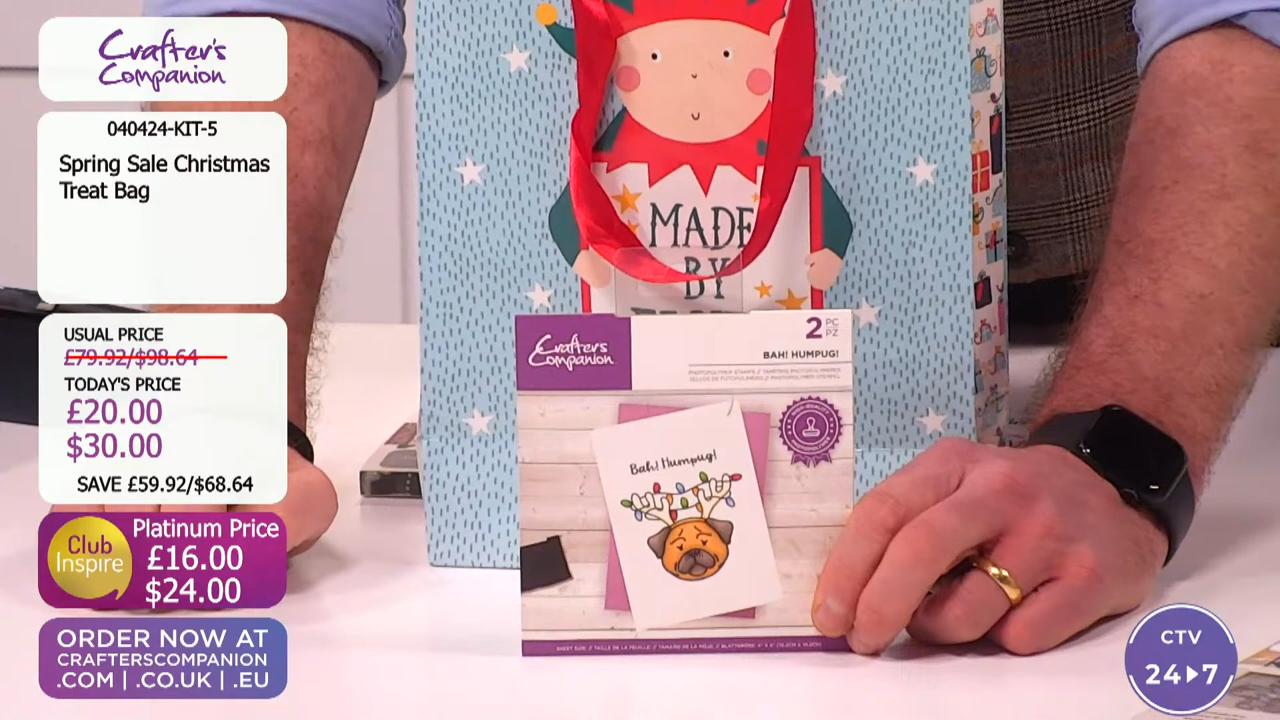 Crafter's
Companion
040424-KIT-5
Spring Sale Christmas
Treat Bag
USUAL PRICE
£79.92/$98.64
TODAY'S PRICE
£20.00
$30.00
SAVE £59.92/$68.64
Club
Inspire
Platinum Price
£16.00
$24.00
ORDER NOW AT
CRAFTERSCOMPANION
.COM | .CO.UK | .EU
MADE
BY
Crafter's
Companion
2 PC
PZ
BAH! HUMPUG!
Bah! Humpug!
CTV
24▶7